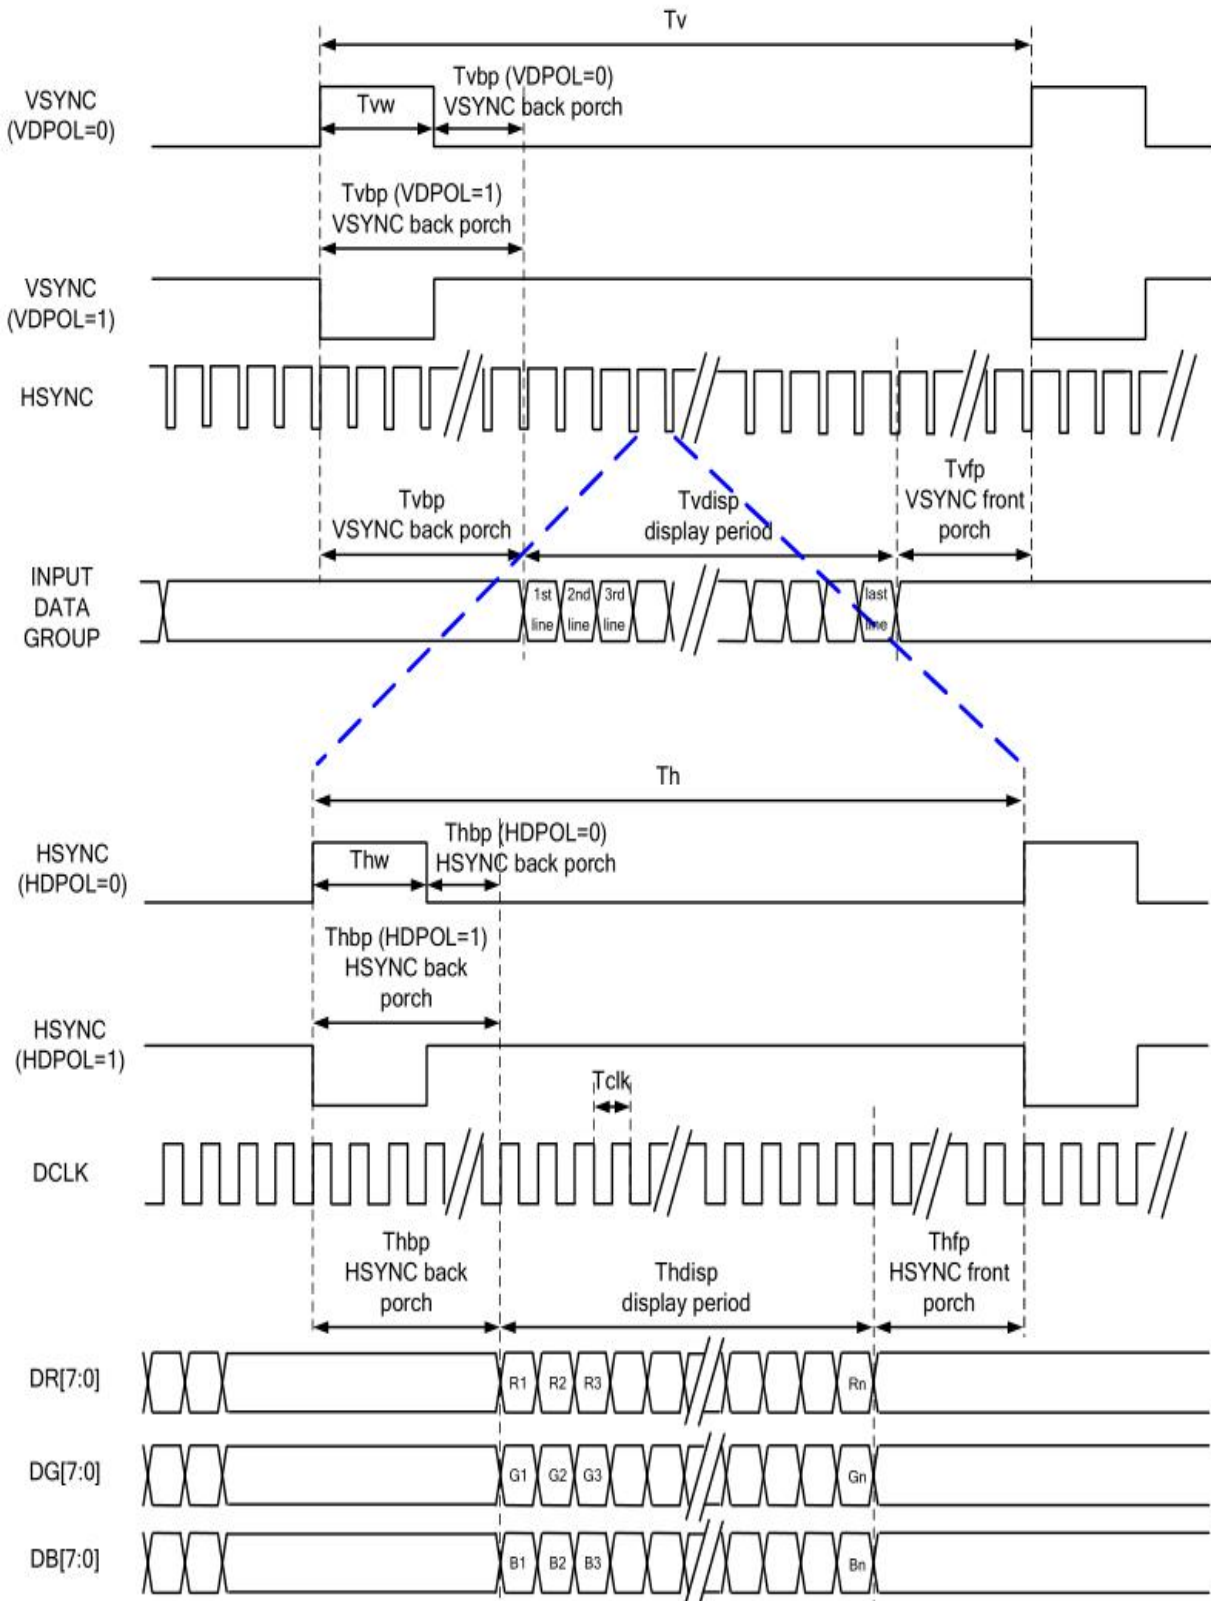 Tv
VSYNC
(VDPOL=0)
Tvw
Tvbp (VDPOL=0)
VSYNC back porch
Tvbp (VDPOL=1)
VSYNC back porch
VSYNC
(VDPOL=1)
HSYNC
Tvbp
VSYNC back porch
Tvdisp
display period
Tvfp
VSYNC front
porch
INPUT
DATA
GROUP
1st
line
2nd
line
3rd
line
last
line
Th
HSYNC
(HDPOL=0)
Thw
Thbp (HDPOL=0)
HSYNC back porch
Thbp (HDPOL=1)
HSYNC back
porch
HSYNC
(HDPOL=1)
Tclk
DCLK
Thbp
HSYNC back
porch
Thdisp
display period
Thfp
HSYNC front
porch
DR[7:0]
R1 R2 R3 Rn
DG[7:0]
G1 G2 G3 Gn
DB[7:0]
B1 B2 B3 Bn